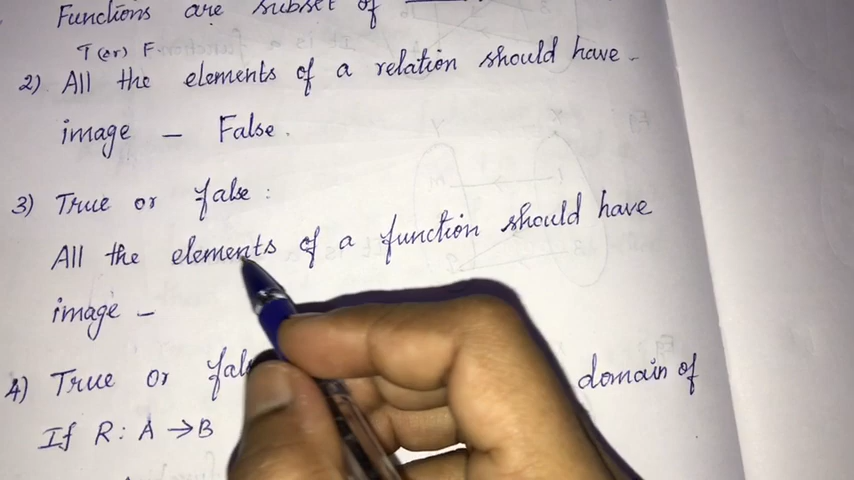 Functions are subset of
T (or) F
2) All the elements of a relation should have
image - False.
3) True or false:
All the elements of a function should have
image -
4) True or domain of
If R: A → B